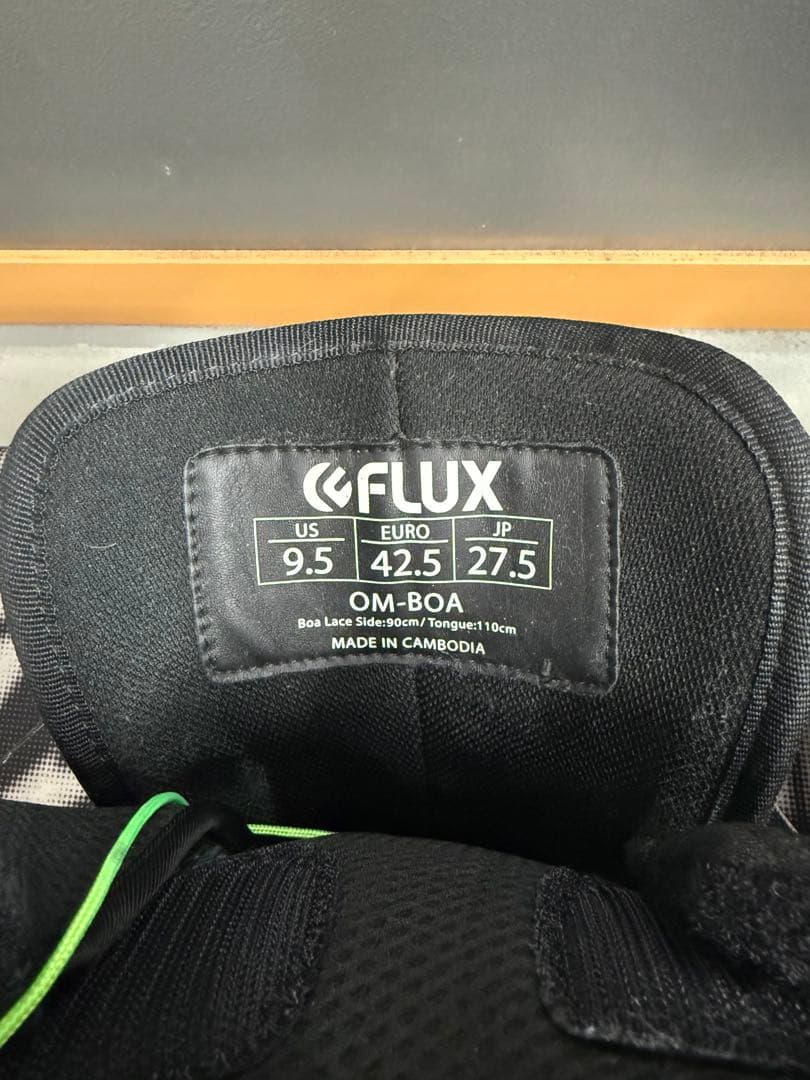 FLUX
US EURO JP
9.5 42.5 27.5
OM-BOA
Boa Lace Side:90cm/ Tongue:110cm
MADE IN CAMBODIA